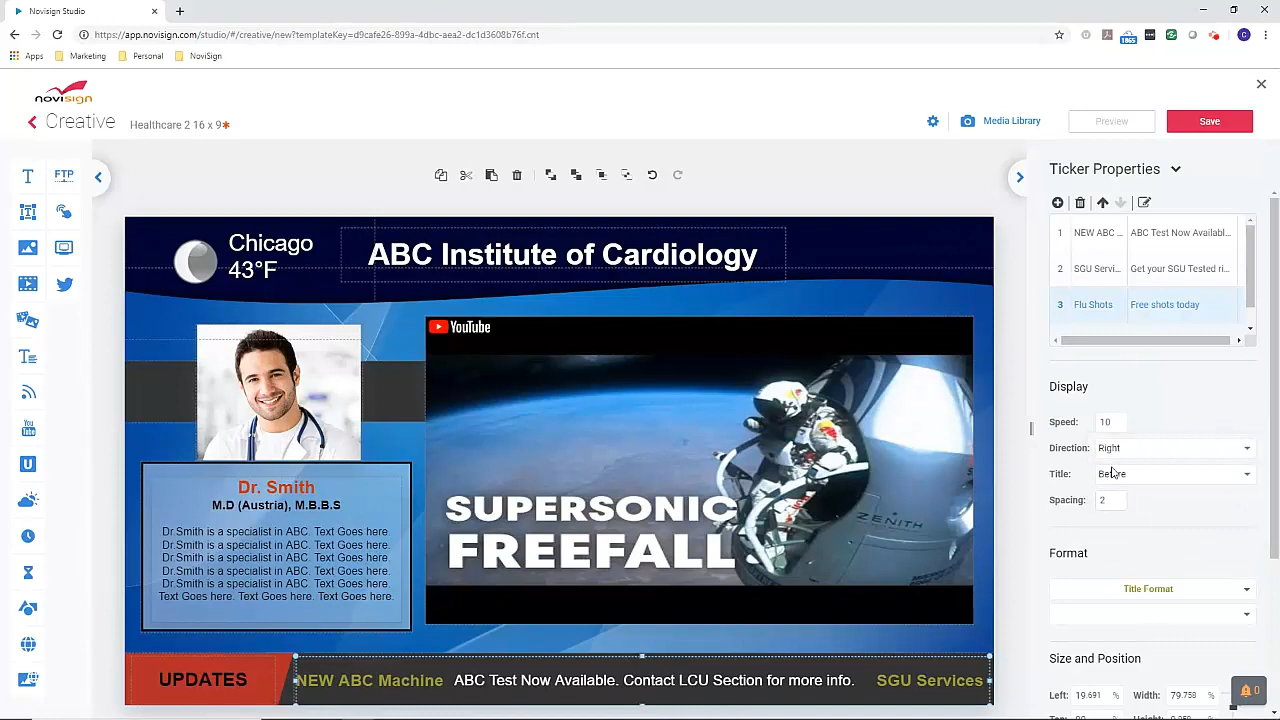 Novisign Studio
https://app.novisign.com/studio/#/creative/new?templateKey=d9cafe26-899a-4dbc-aea2-dc1d3608b76f.cnt
Apps Marketing Personal NoviSign
novisign
Creative Healthcare 2 16 x 9*
Media Library Preview Save
T FTP
Ticker Properties
1 NEW ABC ... ABC Test Now Availabl...
2 SGU Servi... Get your SGU Tested ri...
3 Flu Shots Free shots today
Display
Speed: 10
Direction: Right
Title: Before
Spacing: 2
Format
Title Format
Size and Position
Left: 19.691 % Width: 79.758 %
Chicago
43°F
ABC Institute of Cardiology
YouTube
SUPERSONIC
FREEFALL
ZENITH
Dr. Smith
M.D (Austria), M.B.B.S
Dr.Smith is a specialist in ABC. Text Goes here.
Dr.Smith is a specialist in ABC. Text Goes here.
Dr.Smith is a specialist in ABC. Text Goes here.
Dr.Smith is a specialist in ABC. Text Goes here.
Dr.Smith is a specialist in ABC. Text Goes here.
Text Goes here. Text Goes here. Text Goes here.
UPDATES NEW ABC Machine ABC Test Now Available. Contact LCU Section for more info. SGU Services
0